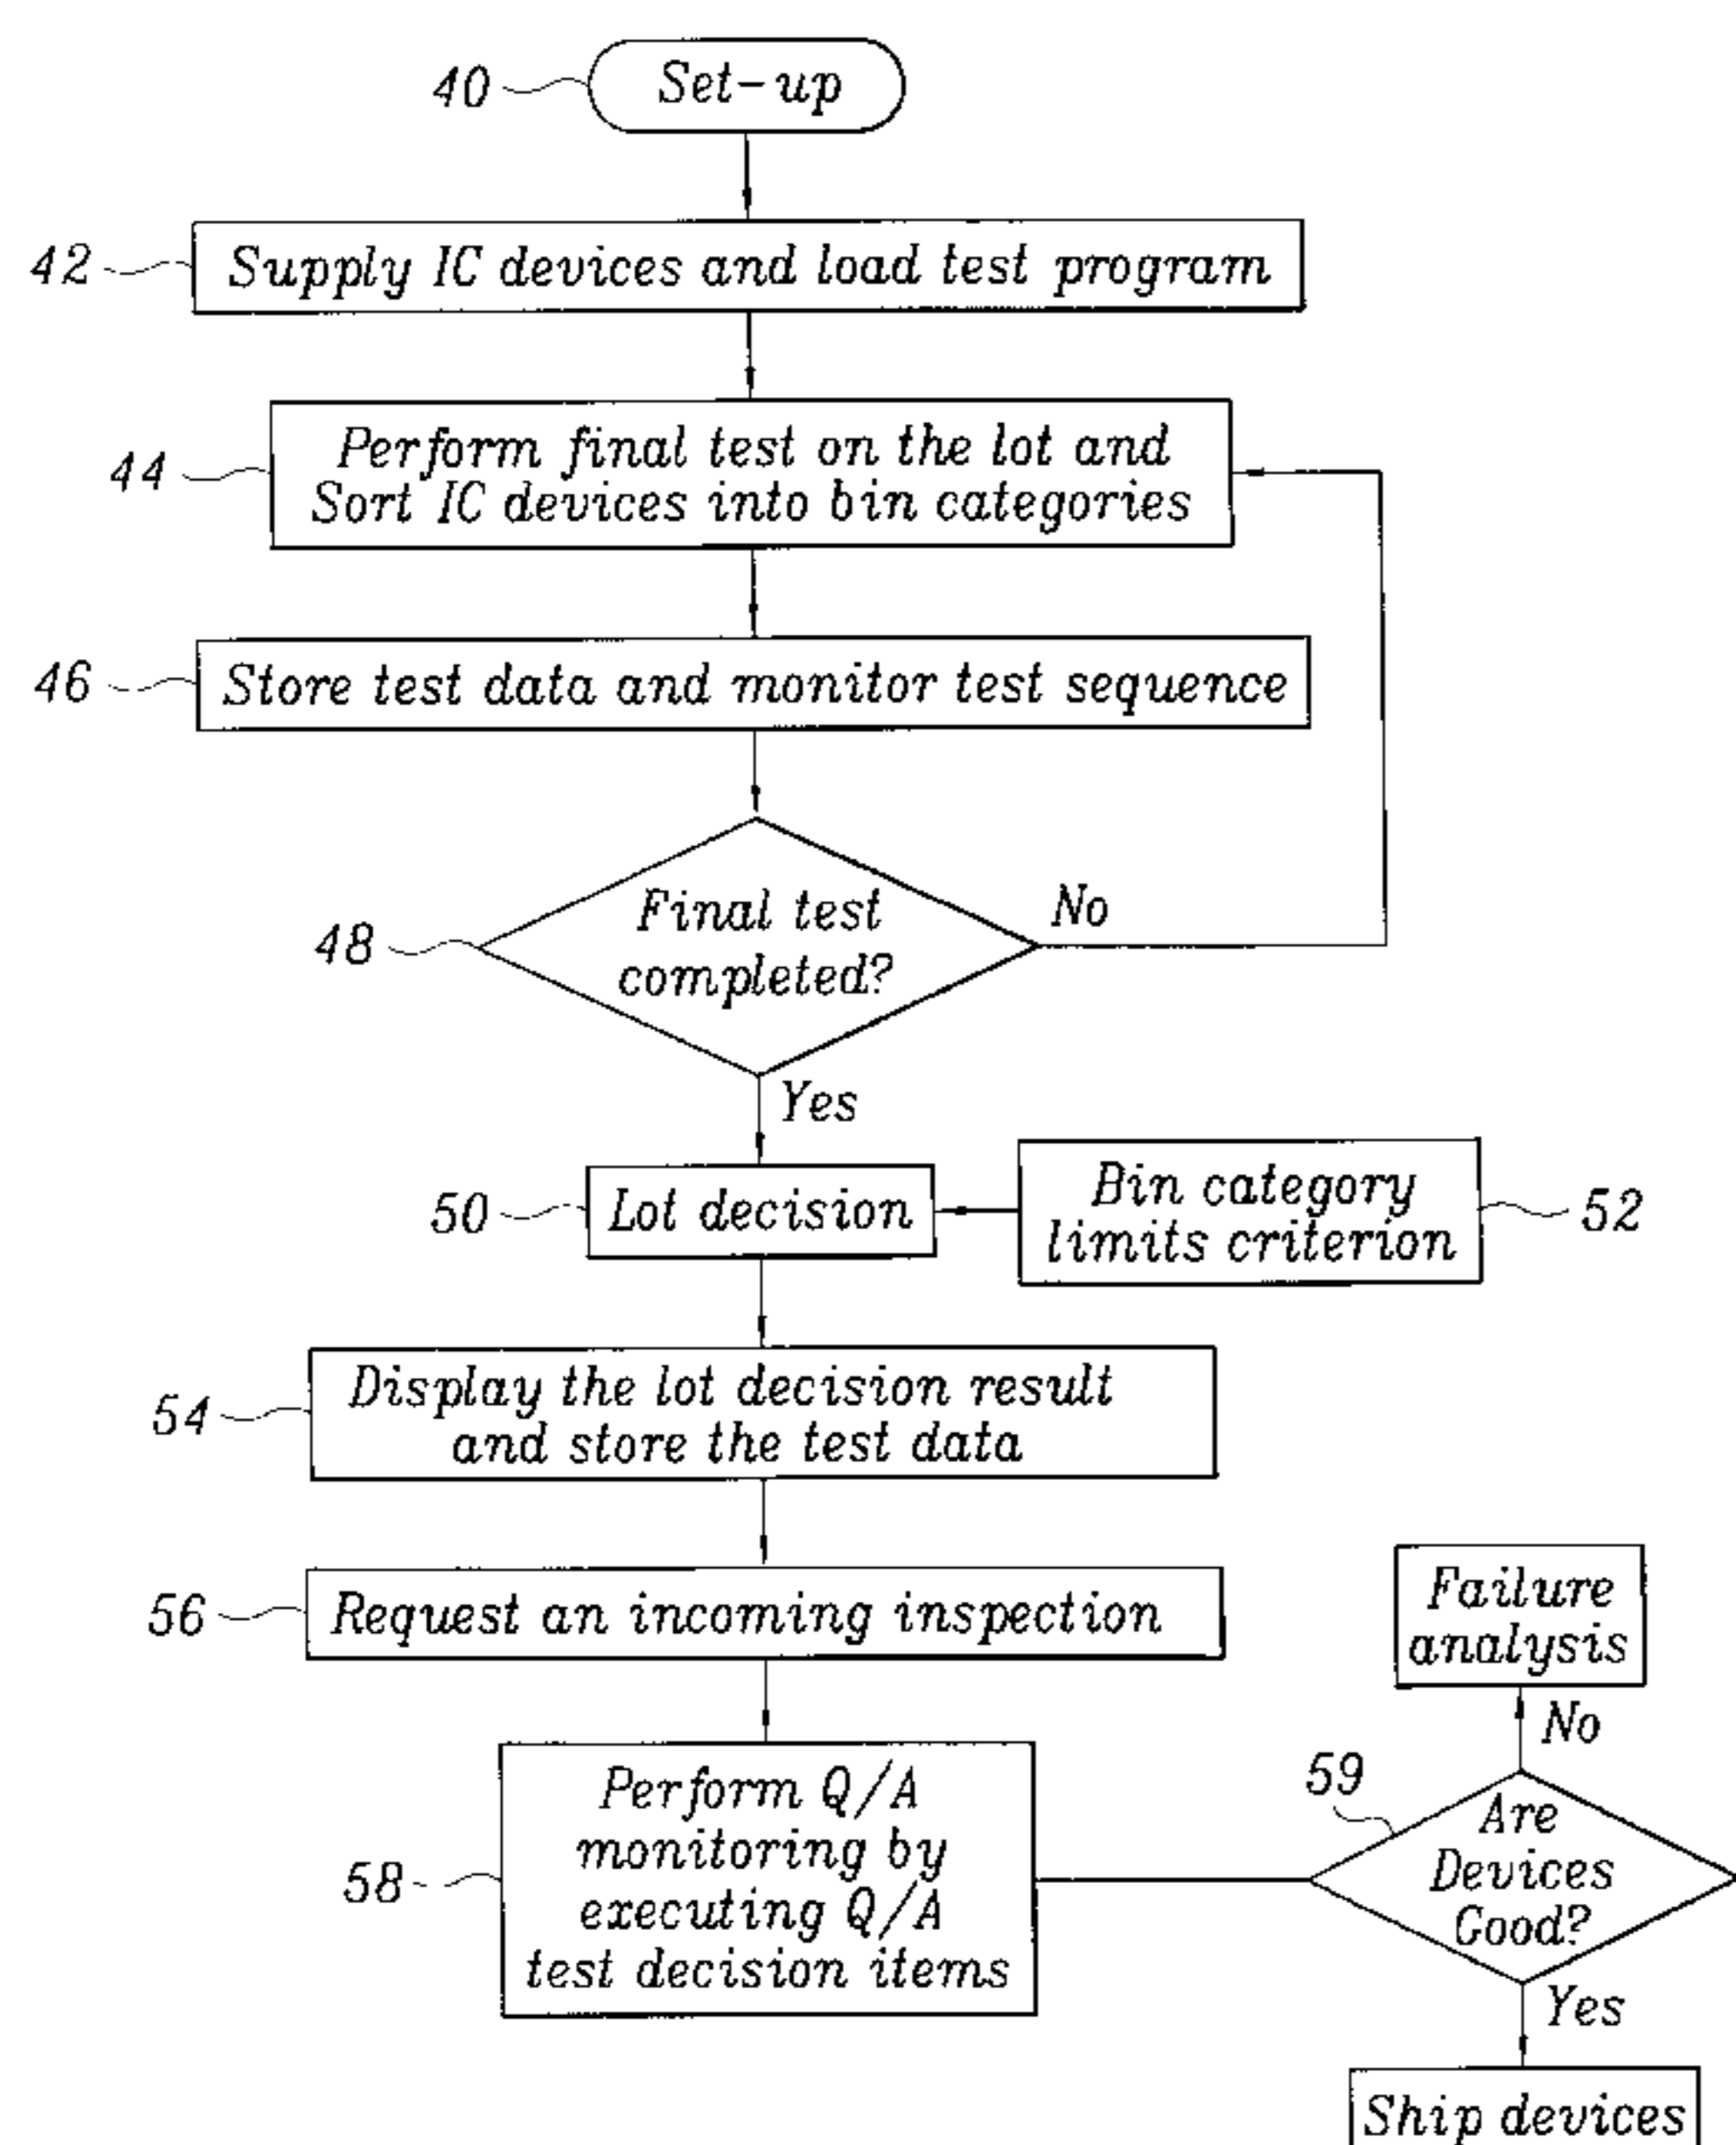 40
Set-up
42
Supply IC devices and load test program
44
Perform final test on the lot and
Sort IC devices into bin categories
46
Store test data and monitor test sequence
48
Final test
completed?
No
Yes
50
Lot decision
Bin category
limits criterion
52
54
Display the lot decision result
and store the test data
56
Request an incoming inspection
Failure
analysis
No
58
Perform Q/A
monitoring by
executing Q/A
test decision items
59
Are
Devices
Good?
Yes
Ship devices